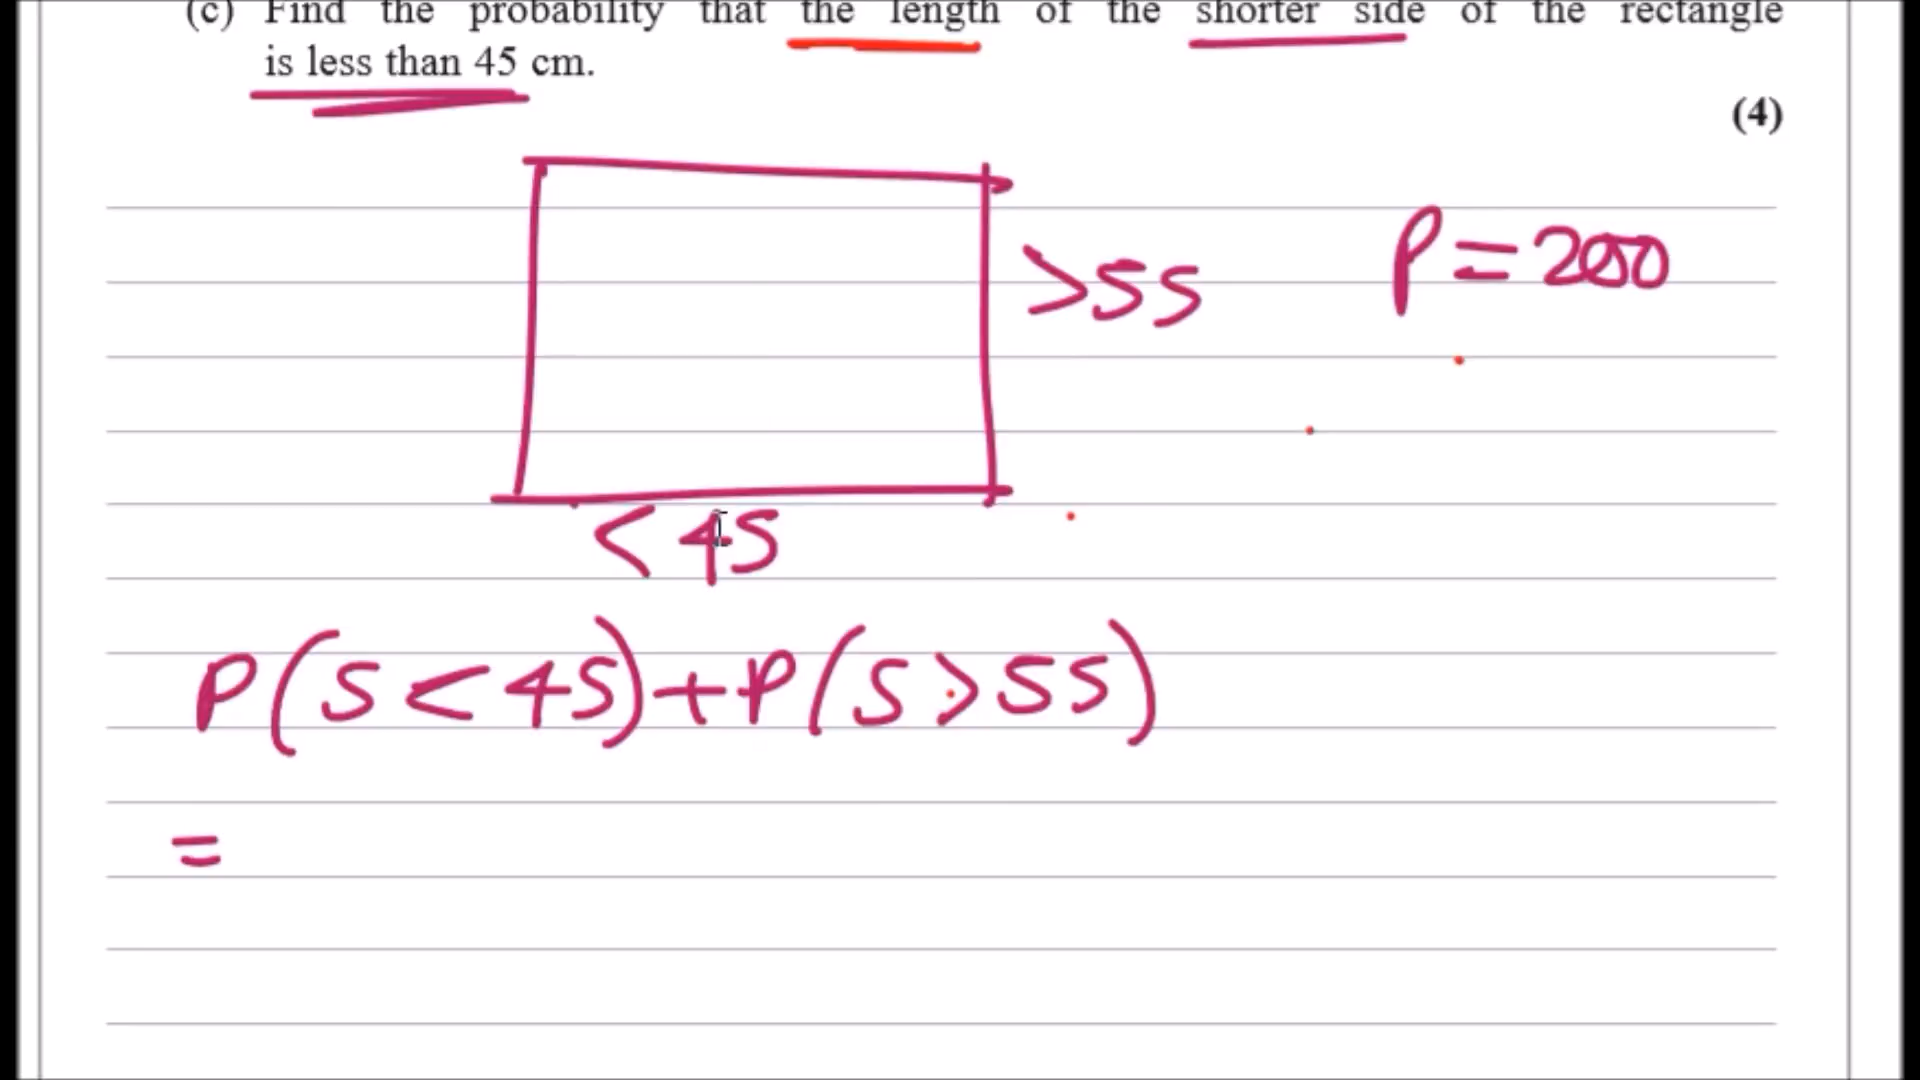 (c) Find the probability that the length of the shorter side of the rectangle
is less than 45 cm.
(4)
>55
P=200
<45
P(S<45)+P(S>55)
=